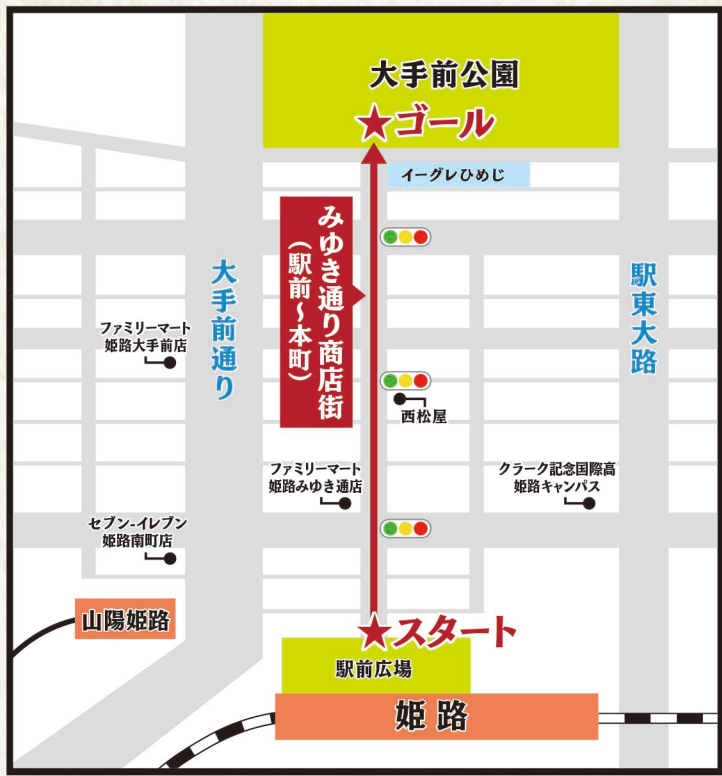 大手前公園
★ゴール
イーグレひめじ
みゆき通り商店街
（駅前～本町）
大手前通り
駅東大路
ファミリーマート
姫路大手前店
西松屋
ファミリーマート
姫路みゆき通店
クラーク記念国際高
姫路キャンパス
セブン-イレブン
姫路南町店
山陽姫路
★スタート
駅前広場
姫路